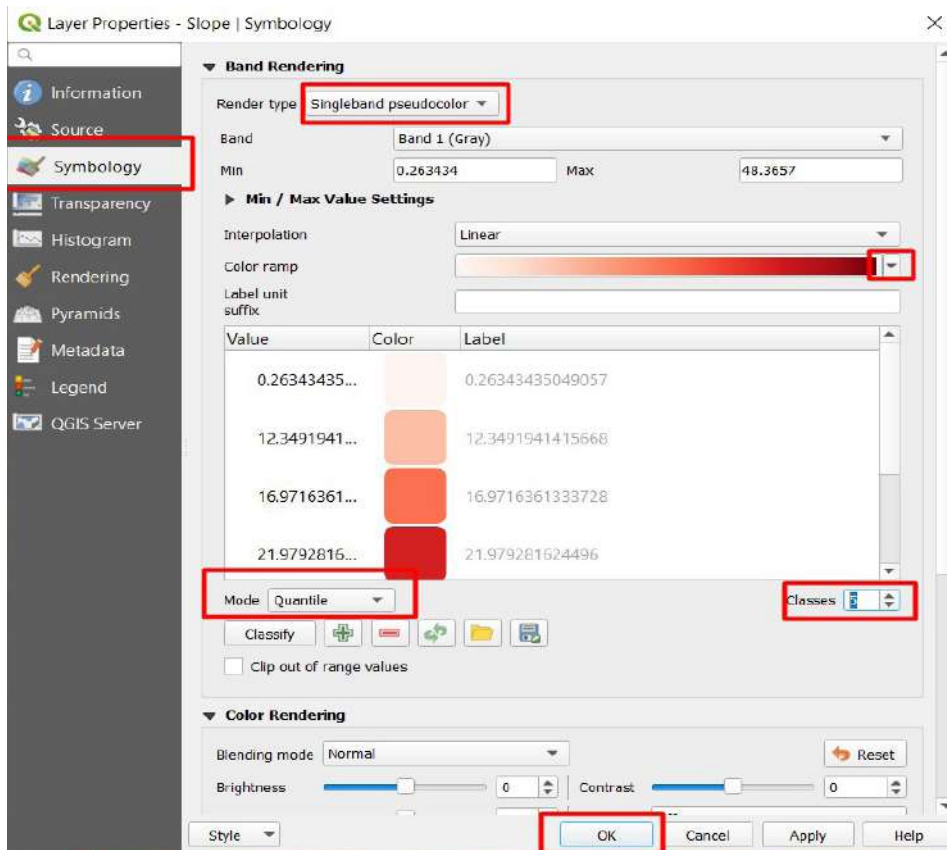 Layer Properties - Slope | Symbology
Information
Source
Symbology
Transparency
Histogram
Rendering
Pyramids
Metadata
Legend
QGIS Server
Band Rendering
Render type Singleband pseudocolor
Band Band 1 (Gray)
Min 0.263434 Max 48.3657
Min / Max Value Settings
Interpolation Linear
Color ramp
Label unit
suffix
Value Color Label
0.26343435... 0.26343435049057
12.3491941... 12.3491941415668
16.9716361... 16.9716361333728
21.9792816... 21.979281624496
Mode Quantile Classes 5
Classify
Clip out of range values
Color Rendering
Blending mode Normal Reset
Brightness 0 Contrast 0
Style OK Cancel Apply Help